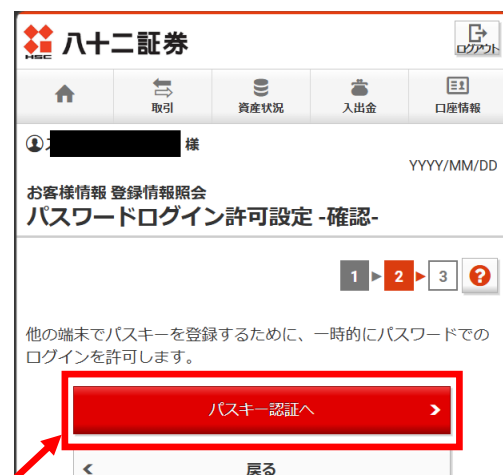 HSC 八十二証券
ログアウト
取引 資産状況 入出金 口座情報
様
YYYY/MM/DD
お客様情報 登録情報照会
パスワードログイン許可設定 -確認-
1 2 3 ?
他の端末でパスキーを登録するために、一時的にパスワードでの
ログインを許可します。
パスキー認証へ
戻る